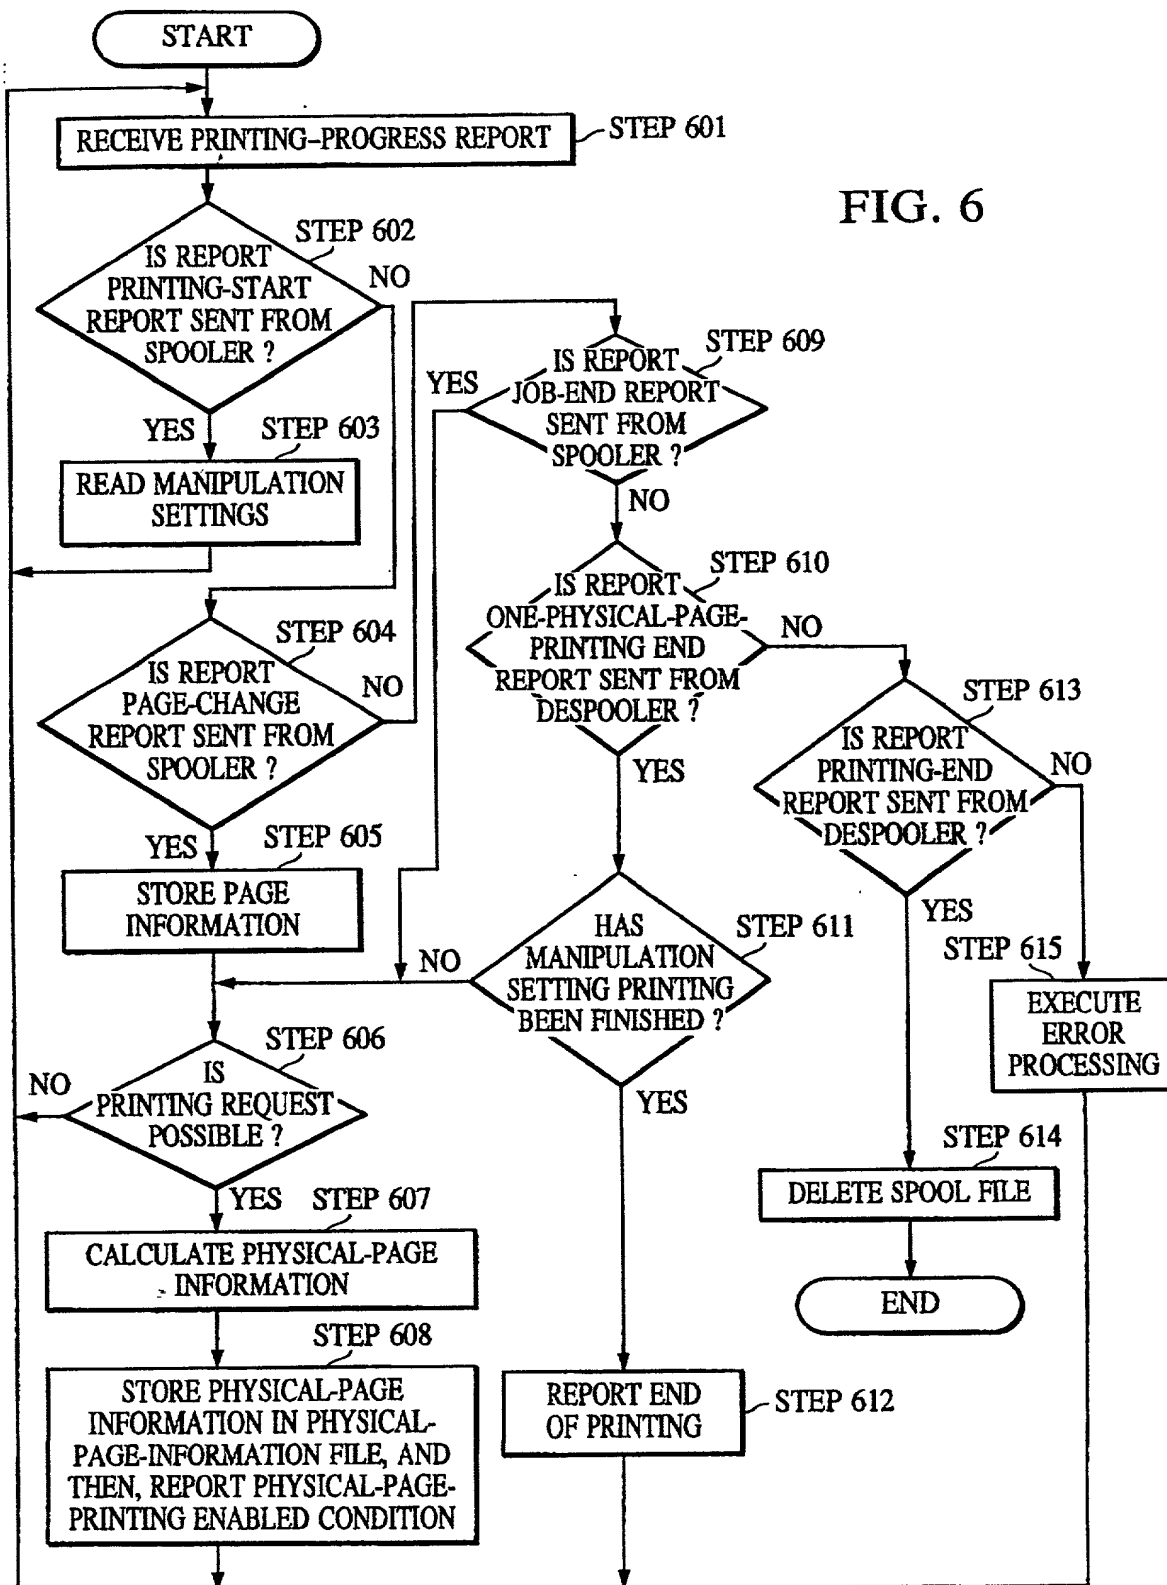 START
RECEIVE PRINTING-PROGRESS REPORT
STEP 601
FIG. 6
STEP 602
IS REPORT
PRINTING-START
REPORT SENT FROM
SPOOLER ?
NO
YES
STEP 603
READ MANIPULATION
SETTINGS
STEP 604
IS REPORT
PAGE-CHANGE
REPORT SENT FROM
SPOOLER ?
NO
YES
STEP 605
STORE PAGE
INFORMATION
STEP 606
IS
PRINTING REQUEST
POSSIBLE ?
NO
YES
STEP 607
CALCULATE PHYSICAL-PAGE
INFORMATION
STEP 608
STORE PHYSICAL-PAGE
INFORMATION IN PHYSICAL-
PAGE-INFORMATION FILE, AND
THEN, REPORT PHYSICAL-PAGE-
PRINTING ENABLED CONDITION
STEP 609
IS REPORT
JOB-END REPORT
SENT FROM
SPOOLER ?
YES
NO
STEP 610
IS REPORT
ONE-PHYSICAL-PAGE-
PRINTING END
REPORT SENT FROM
DESPOOLER ?
NO
YES
STEP 611
HAS
MANIPULATION
SETTING PRINTING
BEEN FINISHED ?
NO
YES
REPORT END
OF PRINTING
STEP 612
STEP 613
IS REPORT
PRINTING-END
REPORT SENT FROM
DESPOOLER ?
NO
YES
STEP 615
EXECUTE
ERROR
PROCESSING
STEP 614
DELETE SPOOL FILE
END